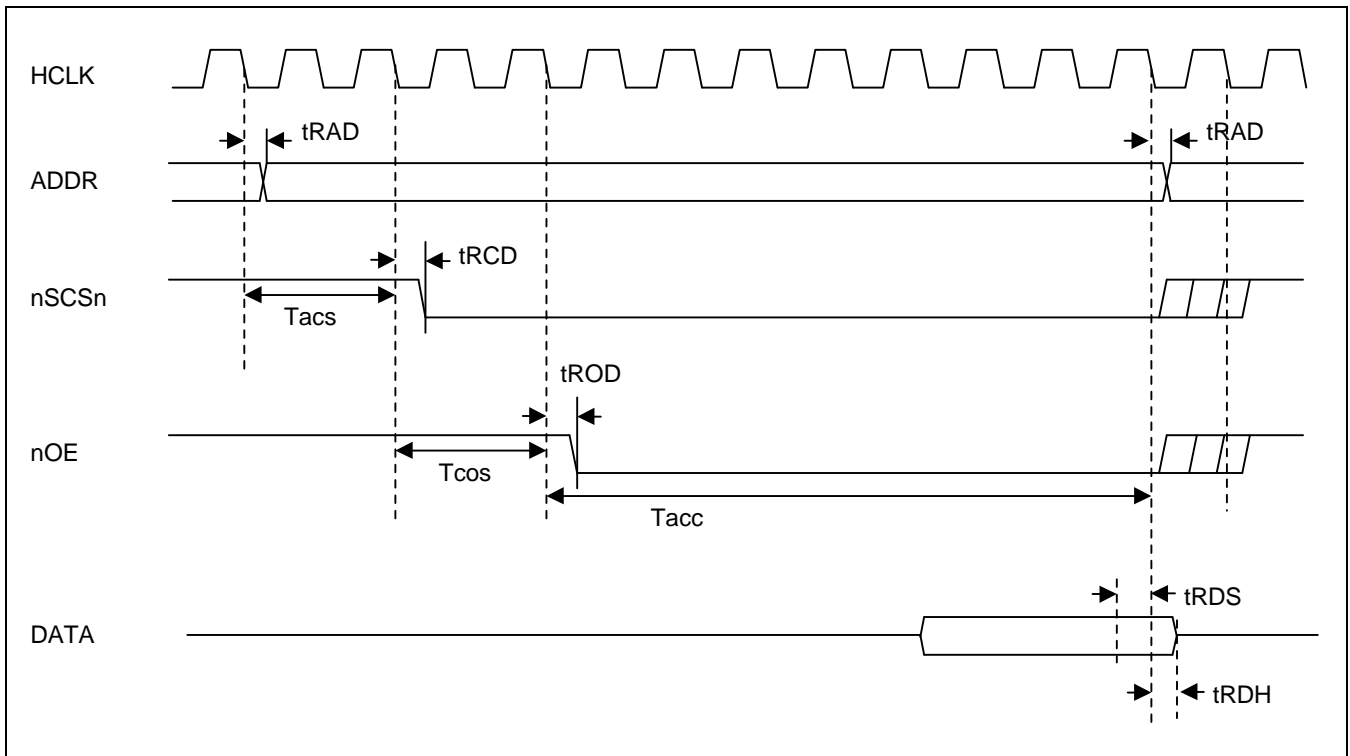 HCLK
tRAD
tRAD
ADDR
tRCD
nSCSn
Tacs
tROD
nOE
Tcos
Tacc
tRDS
DATA
tRDH